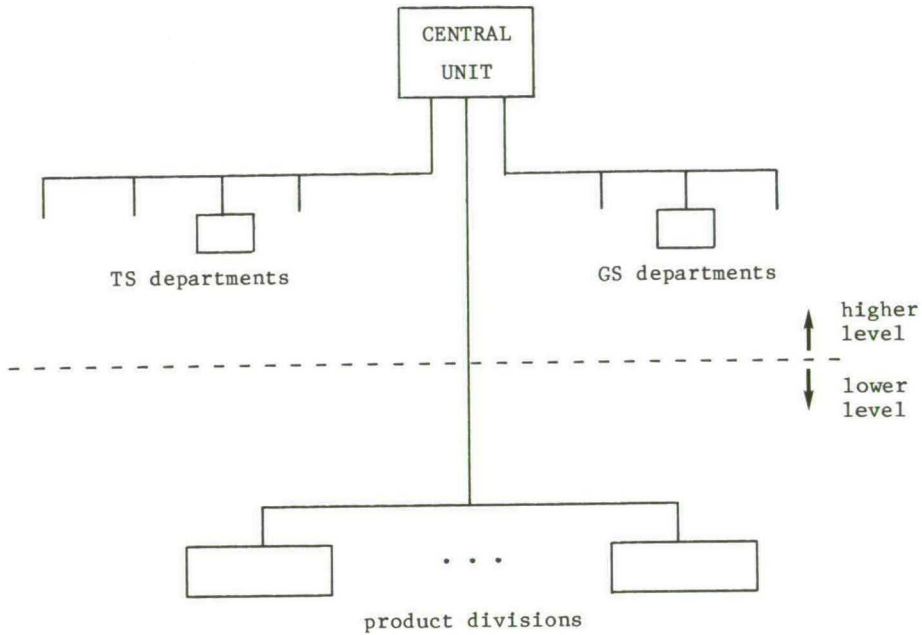 CENTRAL
UNIT
TS departments
GS departments
higher
level
lower
level
. . .
product divisions